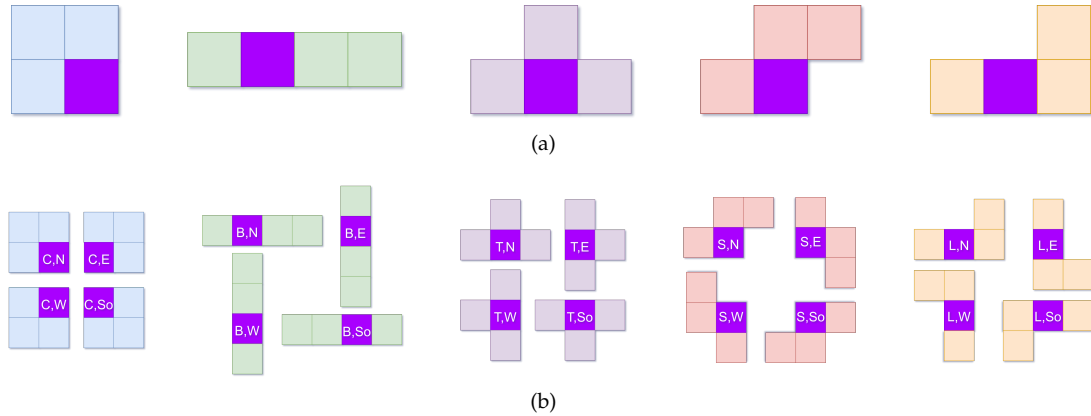 (a)
C,N C,E B,N B,E T,N T,E S,N S,E L,N L,E
C,W C,So B,W B,So T,W T,So S,W S,So L,W L,So
(b)